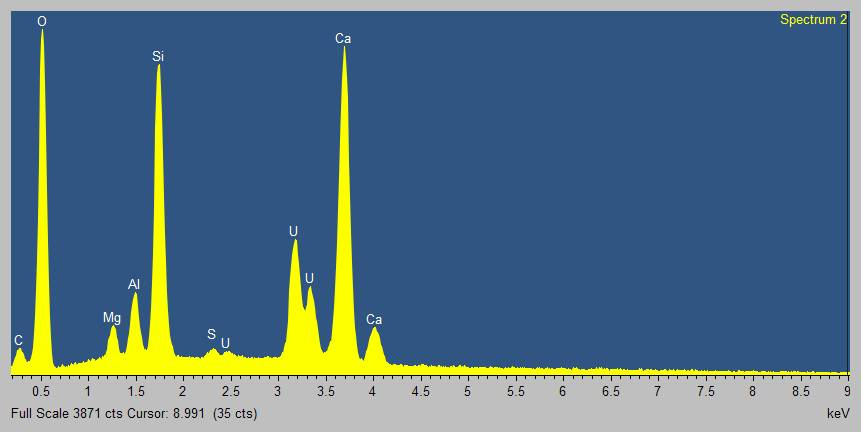 Spectrum 2
O
Si
Ca
U
Al
U
Mg
Ca
C
S
U
0.5 1 1.5 2 2.5 3 3.5 4 4.5 5 5.5 6 6.5 7 7.5 8 8.5 9
Full Scale 3871 cts Cursor: 8.991 (35 cts) keV